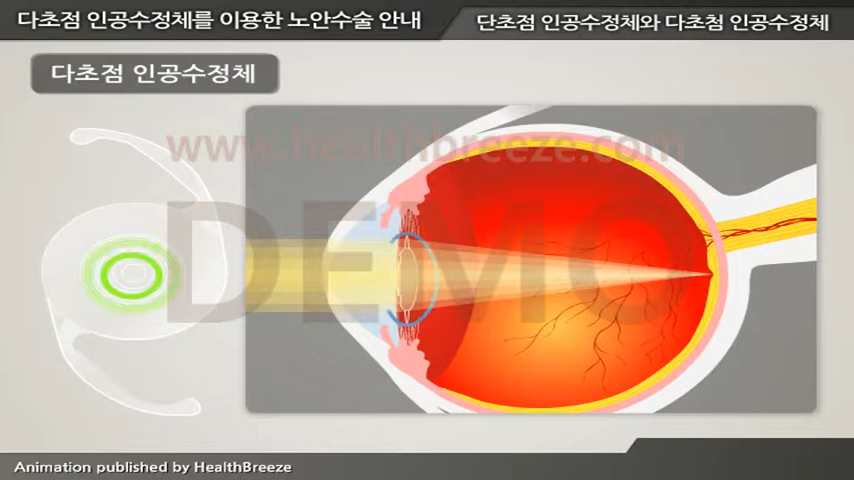 다초점 인공수정체를 이용한 노안수술 안내
단초점 인공수정체와 다초첨 인공수정체
다초점 인공수정체
www.healthbreeze.com
DEMO
Animation published by HealthBreeze